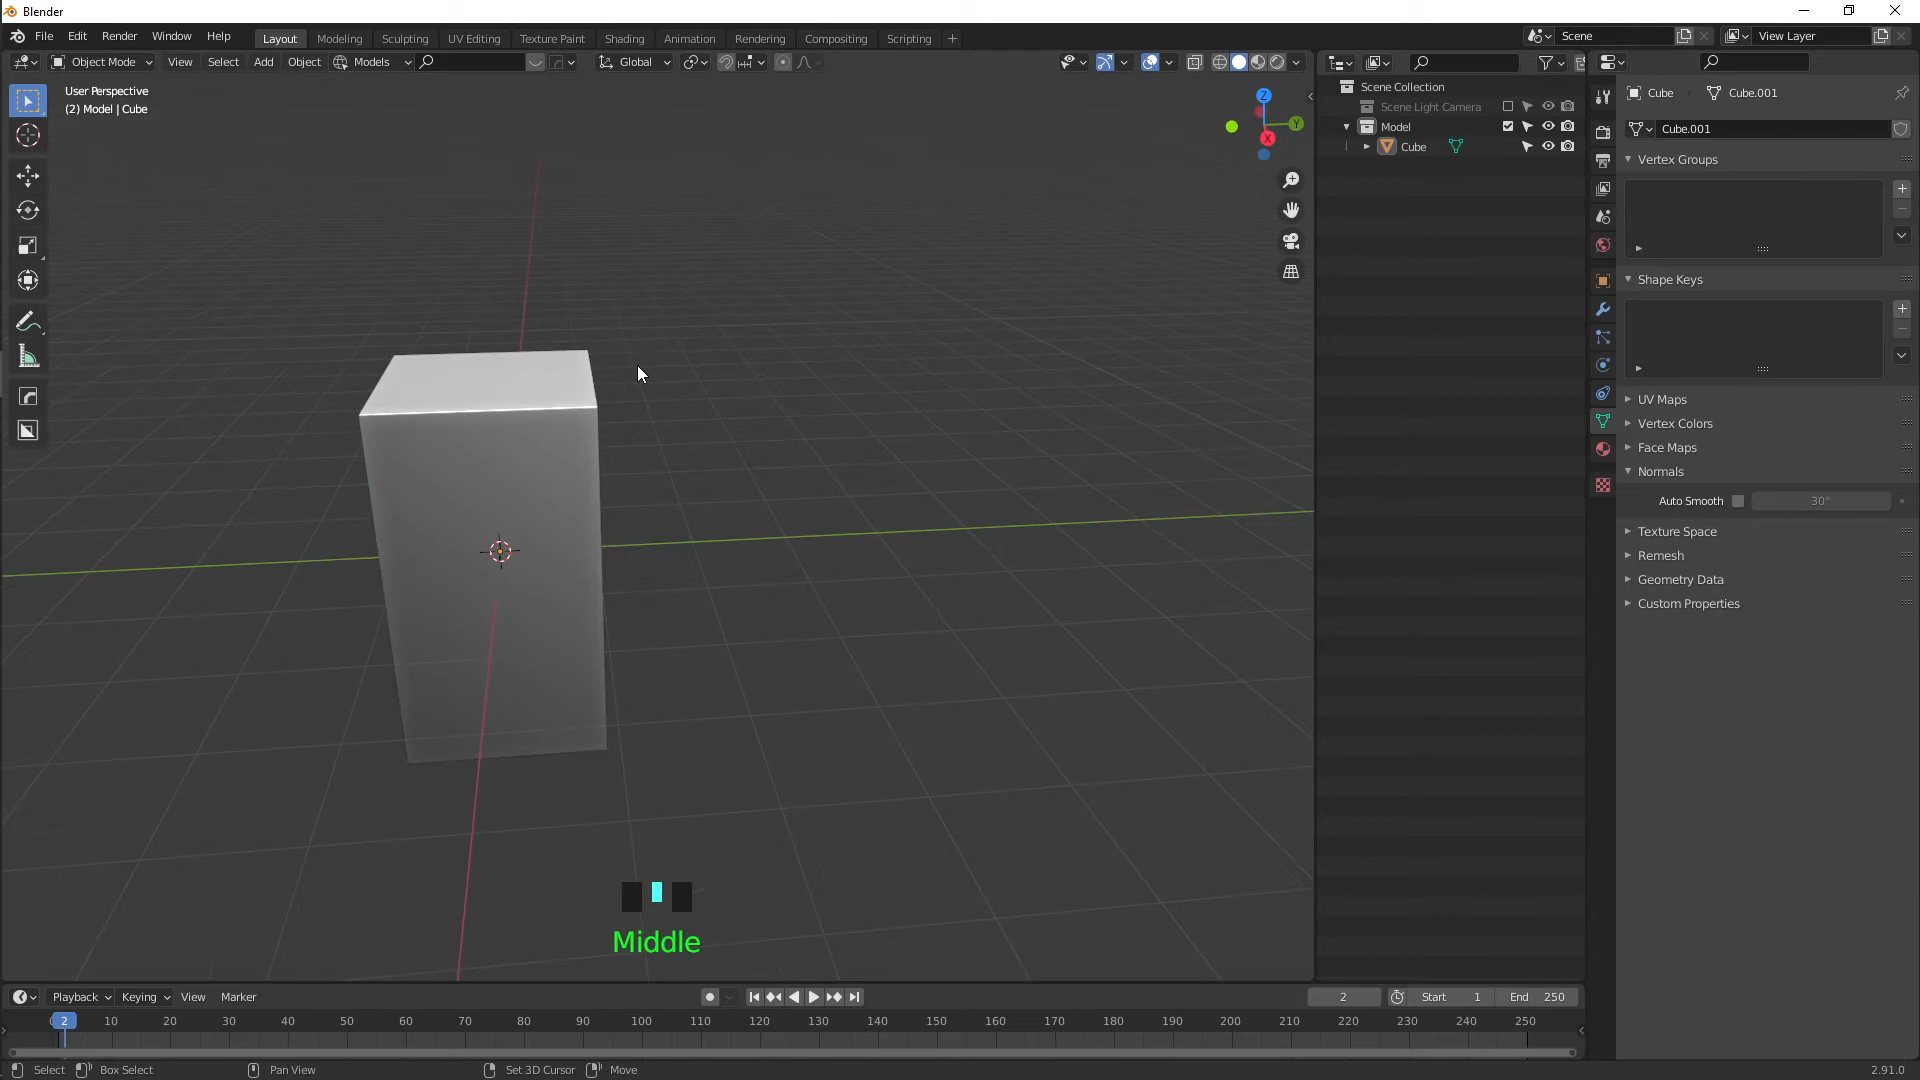 Blender
File Edit Render Window Help
Layout Modeling Sculpting UV Editing Texture Paint Shading Animation Rendering Compositing Scripting +
Scene
View Layer
Object Mode View Select Add Object Models Global
User Perspective
(2) Model | Cube
Z
Y
X
Scene Collection
Scene Light Camera
Model
Cube
Cube Cube.001
Cube.001
Vertex Groups
Shape Keys
UV Maps
Vertex Colors
Face Maps
Normals
Auto Smooth 30°
Texture Space
Remesh
Geometry Data
Custom Properties
Middle
Playback Keying View Marker
2 Start 1 End 250
2 10 20 30 40 50 60 70 80 90 100 110 120 130 140 150 160 170 180 190 200 210 220 230 240 250
Select Box Select Pan View Set 3D Cursor Move 2.91.0